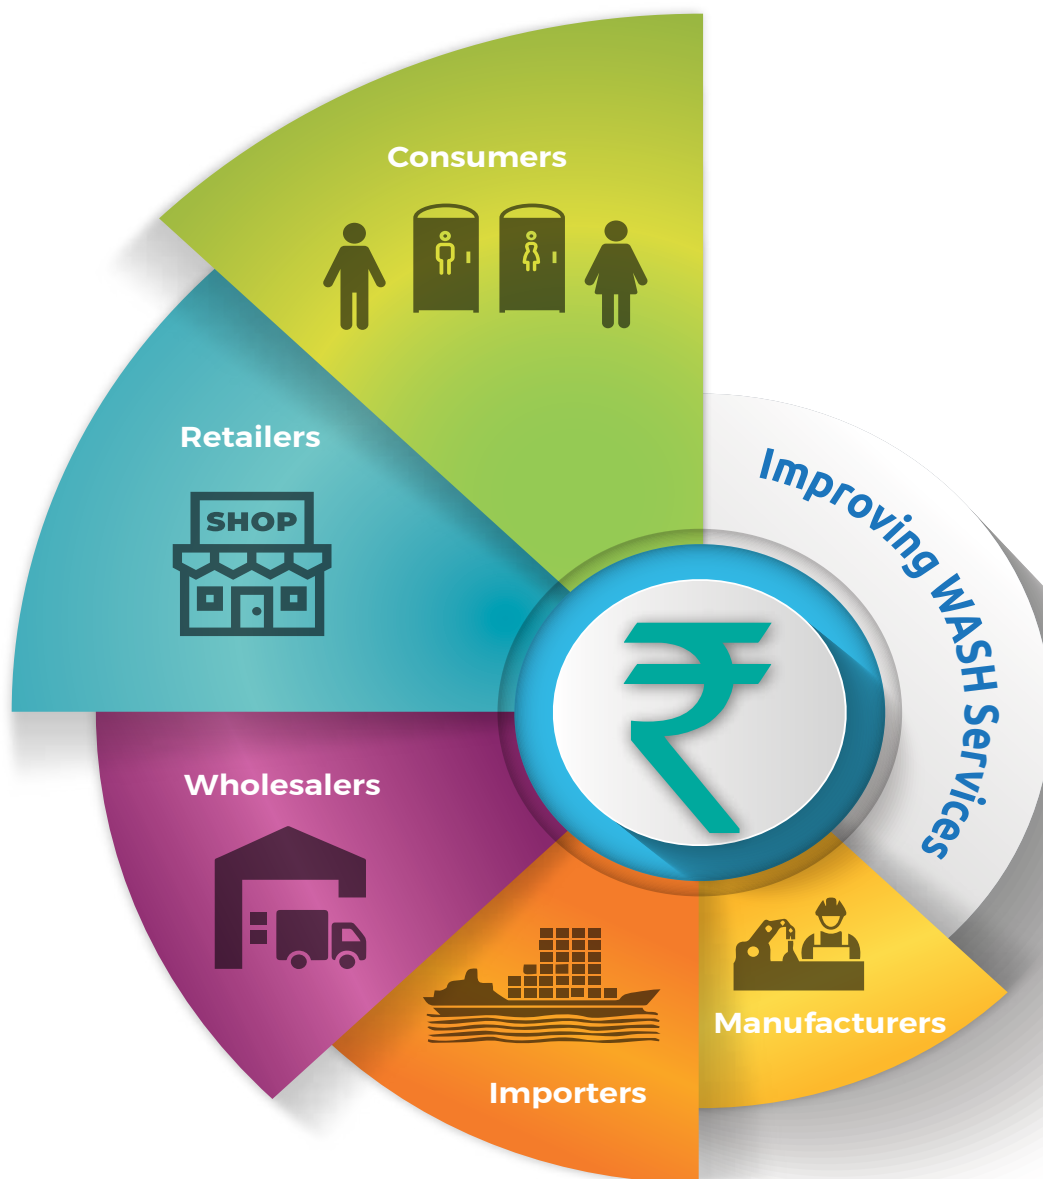 Consumers
Retailers
SHOP
Improving WASH Services
₹
Wholesalers
Manufacturers
Importers